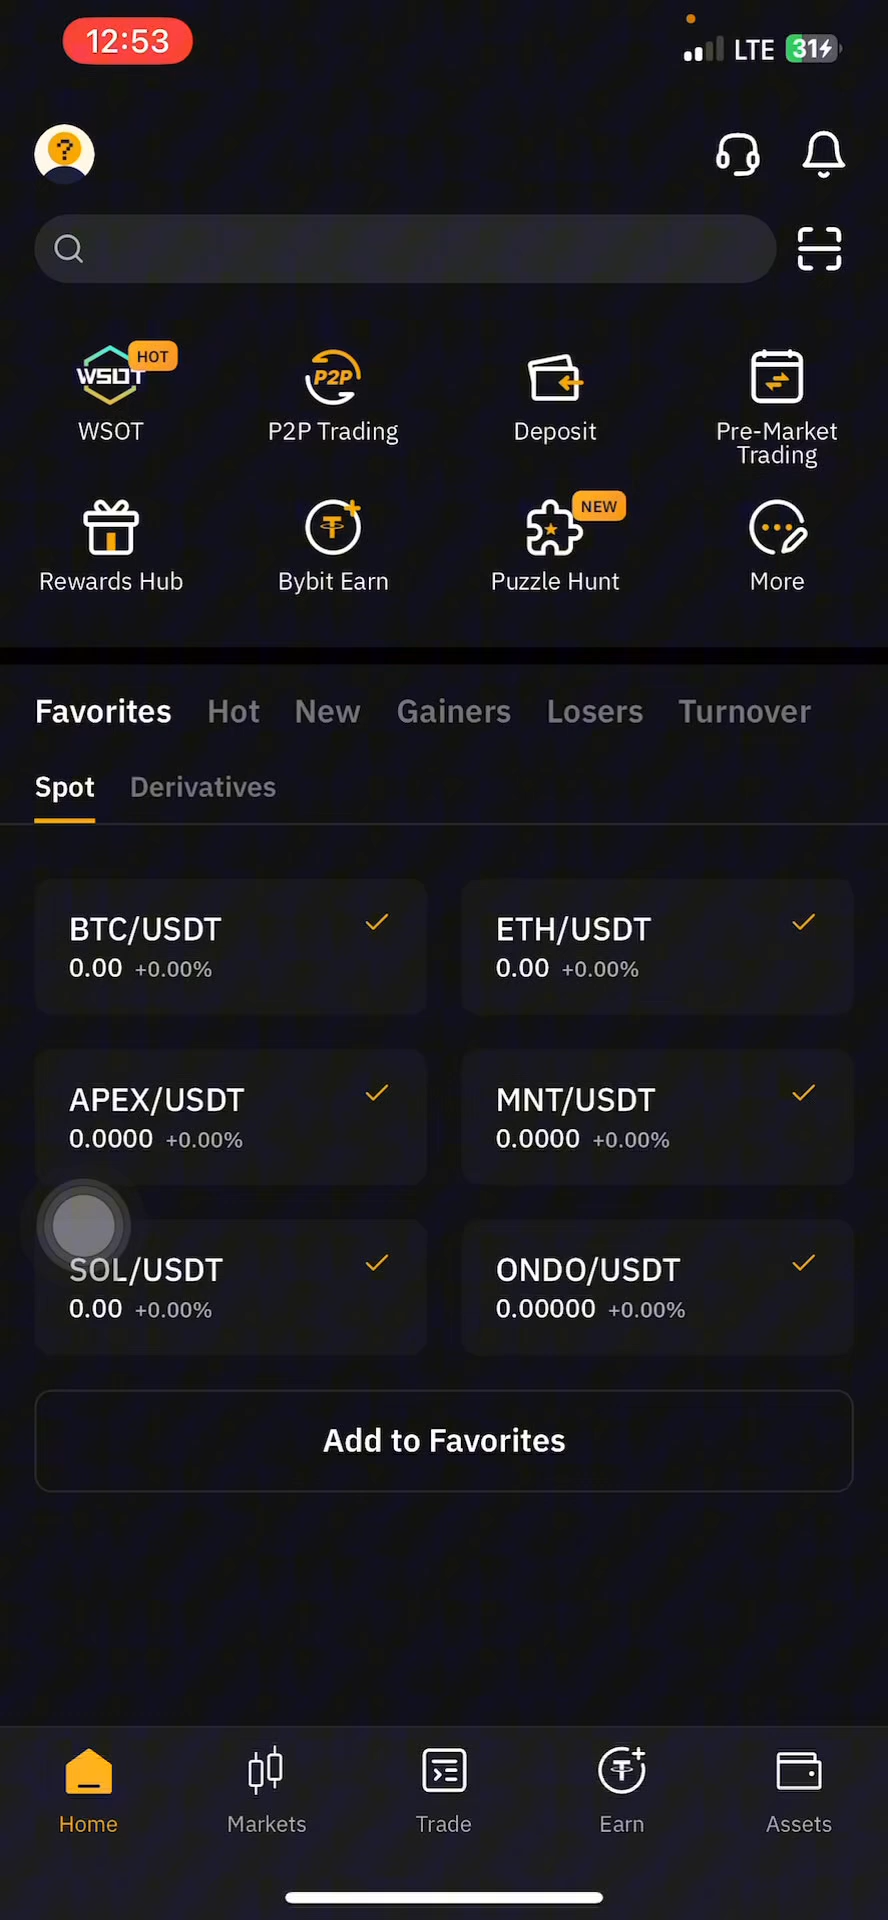 12:53
LTE 31
?
HOT
WSOT
P2P
WSOT
P2P Trading
Deposit
Pre-Market
Trading
NEW
Rewards Hub
Bybit Earn
Puzzle Hunt
More
Favorites Hot New Gainers Losers Turnover
Spot Derivatives
BTC/USDT
0.00 +0.00%
ETH/USDT
0.00 +0.00%
APEX/USDT
0.0000 +0.00%
MNT/USDT
0.0000 +0.00%
SOL/USDT
0.00 +0.00%
ONDO/USDT
0.00000 +0.00%
Add to Favorites
Home
Markets
Trade
Earn
Assets